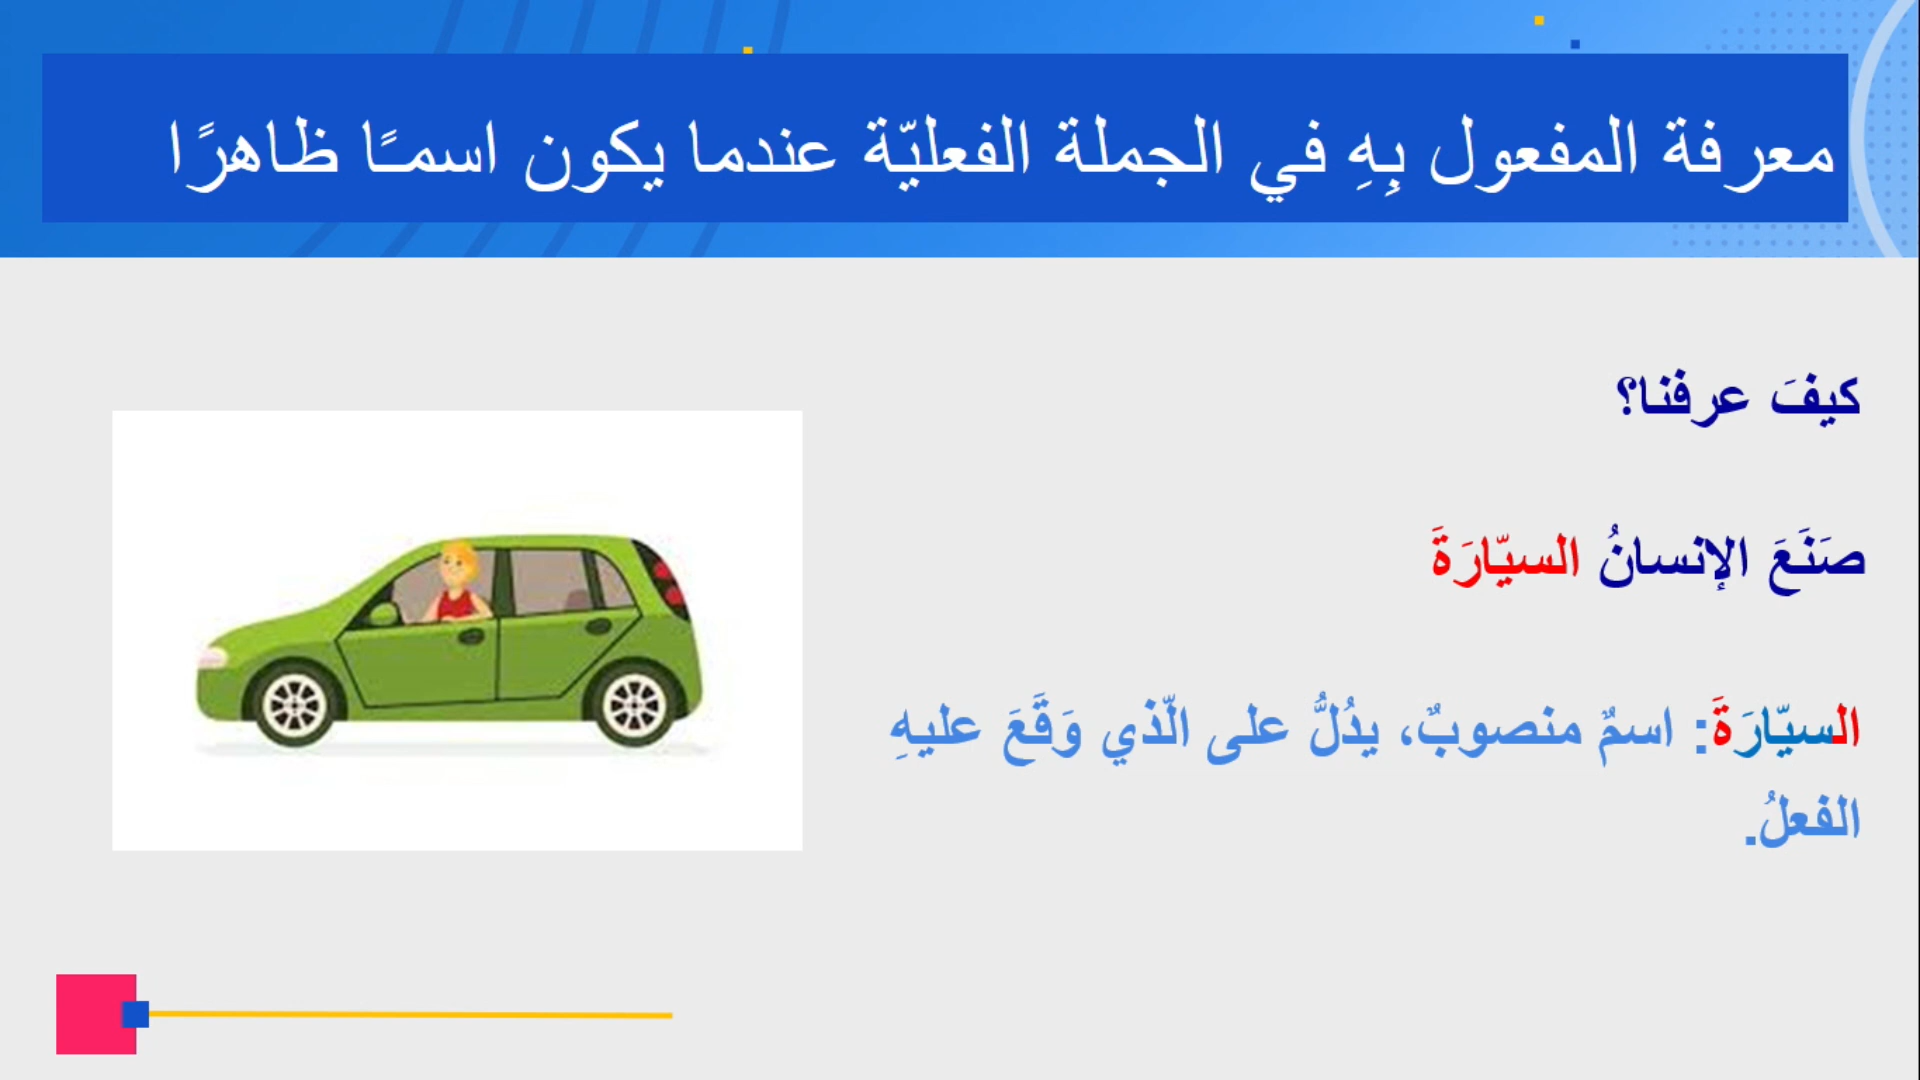 معرفة المفعول بِهِ في الجملة الفعليّة عندما يكون اسمـًا ظاهرًا
كيفَ عرفنا؟
صَنَعَ الإنسانُ السيّارَةَ
السيّارَةَ: اسمٌ منصوبٌ، يدُلُّ على الّذي وَقَعَ عليهِ
الفعلُ.